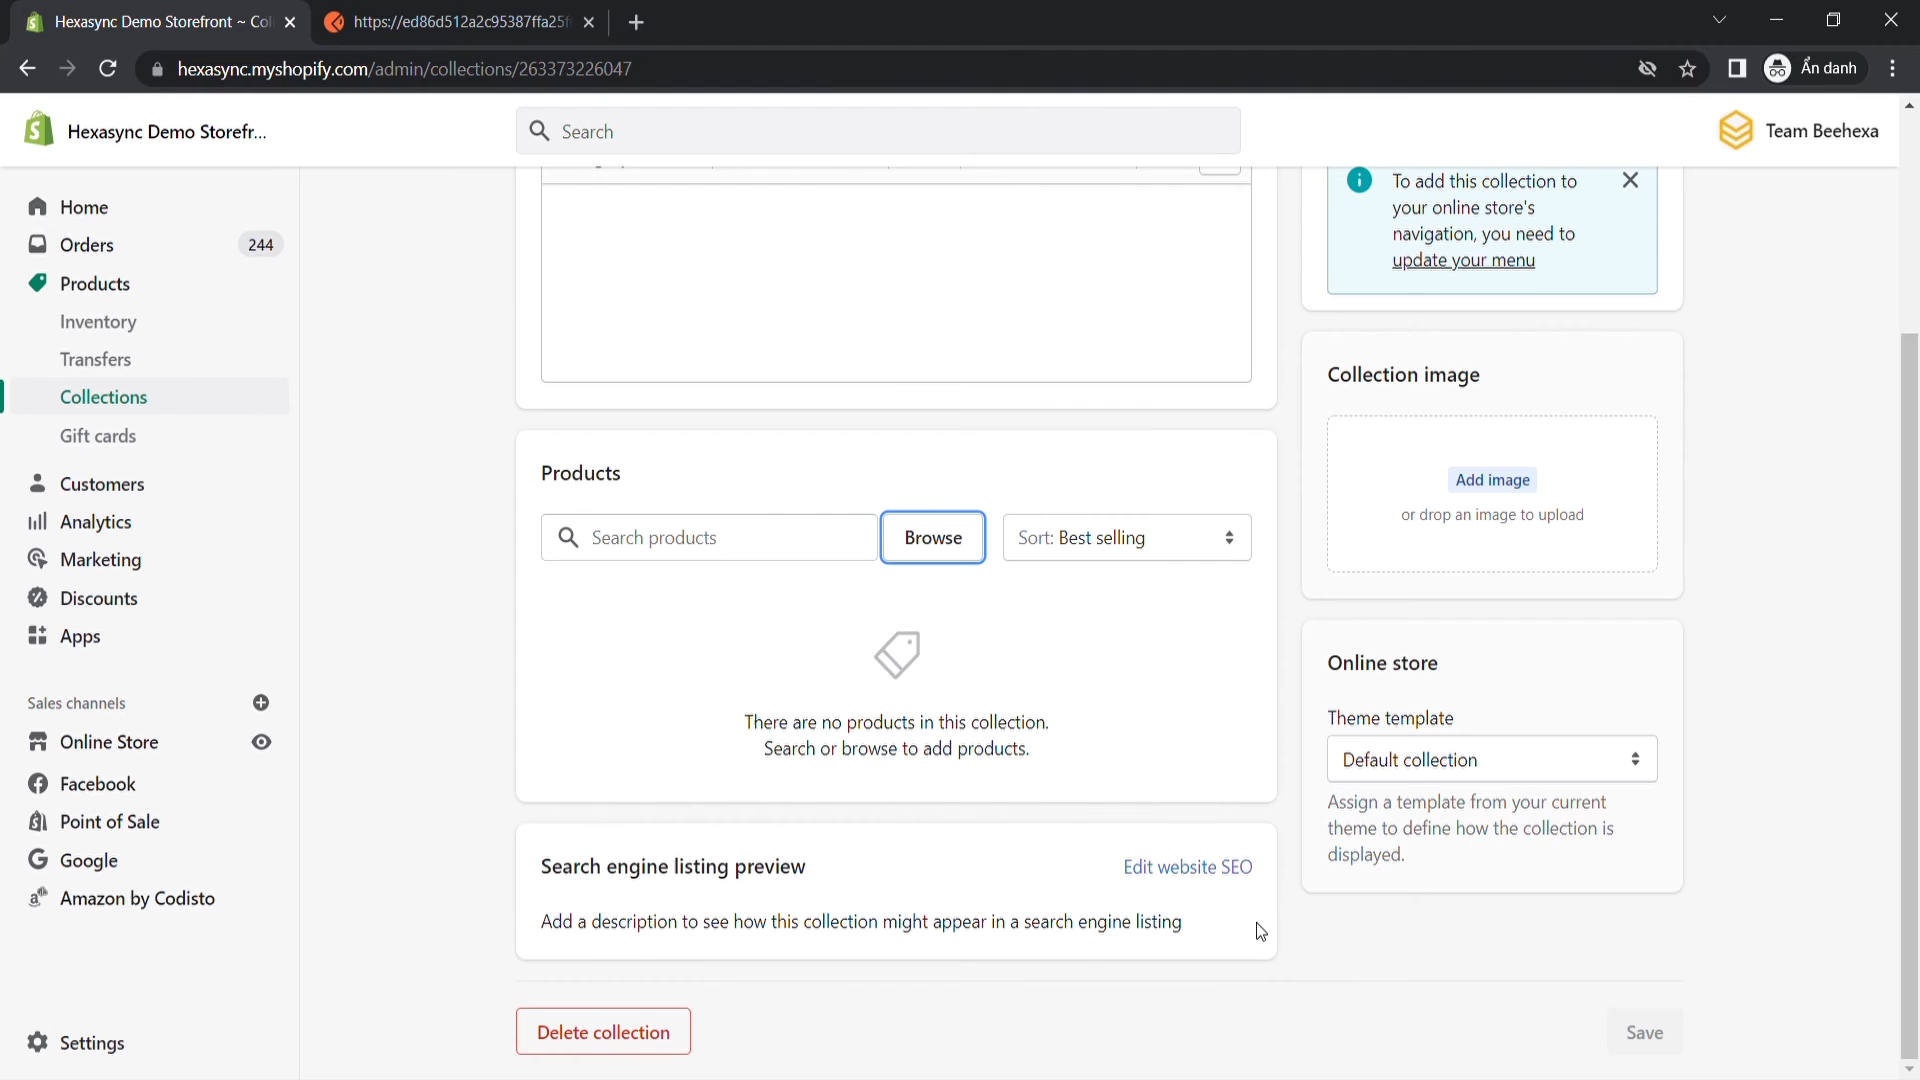 Hexasync Demo Storefront ~ Col
https://ed86d512a2c95387ffa25f
hexasync.myshopify.com/admin/collections/263373226047
Ẩn danh
Hexasync Demo Storefr...
Search
Team Beehexa
Home
Orders
244
Products
Inventory
Transfers
Collections
Gift cards
Customers
Analytics
Marketing
Discounts
Apps
Sales channels
Online Store
Facebook
Point of Sale
Google
Amazon by Codisto
Settings
Products
Search products
Browse
Sort: Best selling
There are no products in this collection.
Search or browse to add products.
Search engine listing preview
Edit website SEO
Add a description to see how this collection might appear in a search engine listing
Delete collection
To add this collection to
your online store's
navigation, you need to
update your menu
Collection image
Add image
or drop an image to upload
Online store
Theme template
Default collection
Assign a template from your current
theme to define how the collection is
displayed.
Save